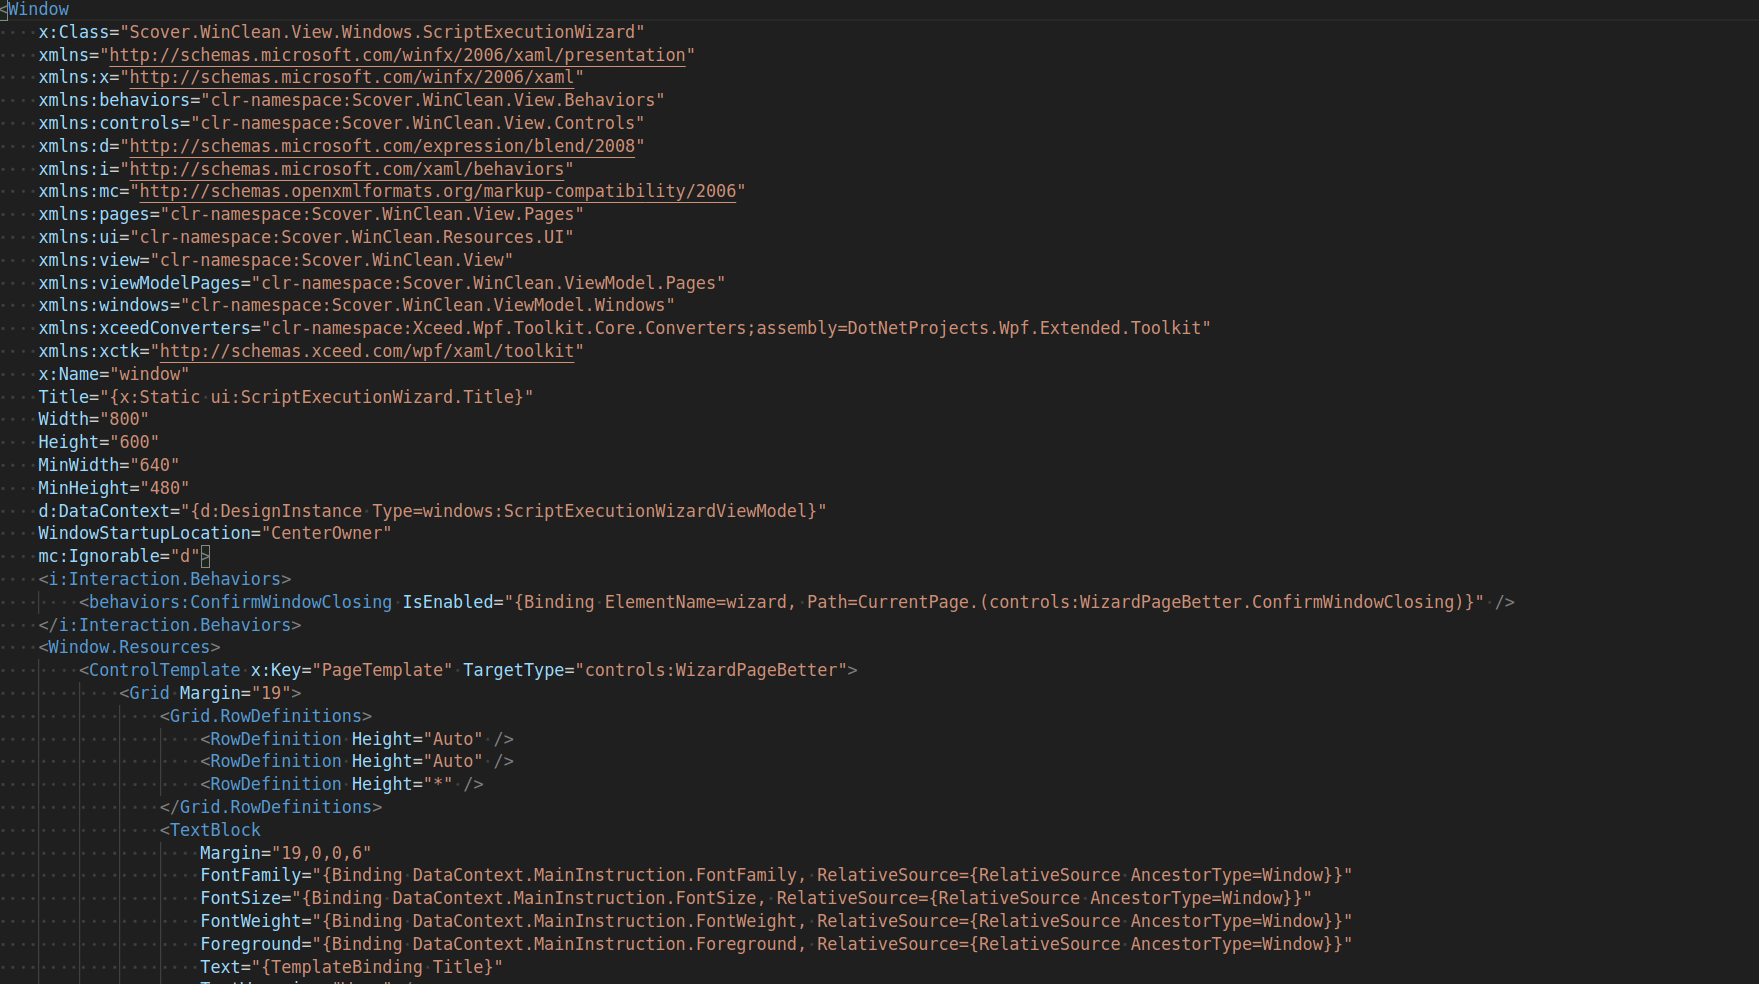 <Window
x:Class="Scover.WinClean.View.Windows.ScriptExecutionWizard"
xmlns="http://schemas.microsoft.com/winfx/2006/xaml/presentation"
xmlns:x="http://schemas.microsoft.com/winfx/2006/xaml"
xmlns:behaviors="clr-namespace:Scover.WinClean.View.Behaviors"
xmlns:controls="clr-namespace:Scover.WinClean.View.Controls"
xmlns:d="http://schemas.microsoft.com/expression/blend/2008"
xmlns:i="http://schemas.microsoft.com/xaml/behaviors"
xmlns:mc="http://schemas.openxmlformats.org/markup-compatibility/2006"
xmlns:pages="clr-namespace:Scover.WinClean.View.Pages"
xmlns:ui="clr-namespace:Scover.WinClean.Resources.UI"
xmlns:view="clr-namespace:Scover.WinClean.View"
xmlns:viewModelPages="clr-namespace:Scover.WinClean.ViewModel.Pages"
xmlns:windows="clr-namespace:Scover.WinClean.ViewModel.Windows"
xmlns:xceedConverters="clr-namespace:Xceed.Wpf.Toolkit.Core.Converters;assembly=DotNetProjects.Wpf.Extended.Toolkit"
xmlns:xctk="http://schemas.xceed.com/wpf/xaml/toolkit"
x:Name="window"
Title="{x:Static ui:ScriptExecutionWizard.Title}"
Width="800"
Height="600"
MinWidth="640"
MinHeight="480"
d:DataContext="{d:DesignInstance Type=windows:ScriptExecutionWizardViewModel}"
WindowStartupLocation="CenterOwner"
mc:Ignorable="d">
<i:Interaction.Behaviors>
<behaviors:ConfirmWindowClosing IsEnabled="{Binding ElementName=wizard, Path=CurrentPage.(controls:WizardPageBetter.ConfirmWindowClosing)}" />
</i:Interaction.Behaviors>
<Window.Resources>
<ControlTemplate x:Key="PageTemplate" TargetType="controls:WizardPageBetter">
<Grid Margin="19">
<Grid.RowDefinitions>
<RowDefinition Height="Auto" />
<RowDefinition Height="Auto" />
<RowDefinition Height="*" />
</Grid.RowDefinitions>
<TextBlock
Margin="19,0,0,6"
FontFamily="{Binding DataContext.MainInstruction.FontFamily, RelativeSource={RelativeSource AncestorType=Window}}"
FontSize="{Binding DataContext.MainInstruction.FontSize, RelativeSource={RelativeSource AncestorType=Window}}"
FontWeight="{Binding DataContext.MainInstruction.FontWeight, RelativeSource={RelativeSource AncestorType=Window}}"
Foreground="{Binding DataContext.MainInstruction.Foreground, RelativeSource={RelativeSource AncestorType=Window}}"
Text="{TemplateBinding Title}"